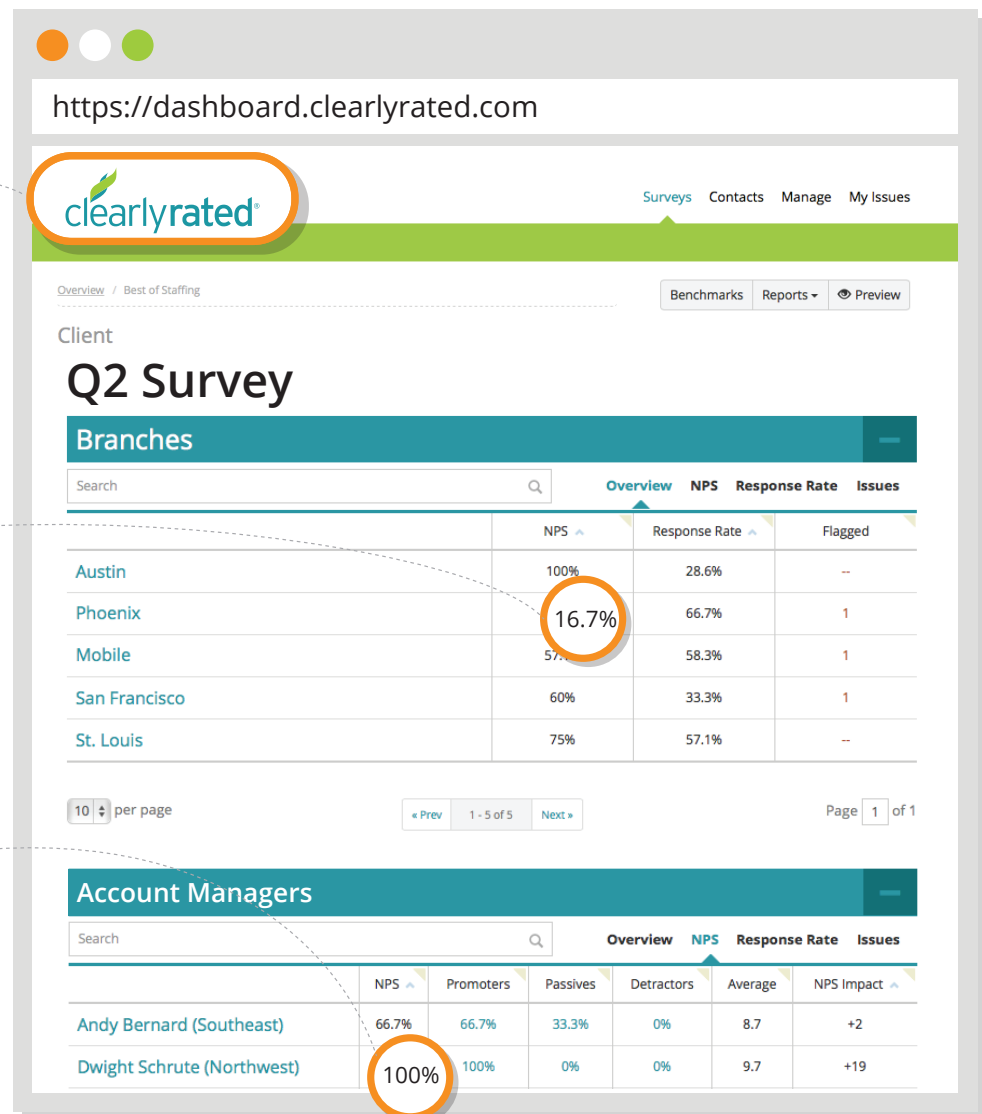 https://dashboard.clearlyrated.com
clearlyrated®
Surveys Contacts Manage My Issues
Overview / Best of Staffing
Benchmarks Reports Preview
Client
Q2 Survey
Branches
Search Overview NPS Response Rate Issues
NPS Response Rate Flagged
Austin 100% 28.6% --
Phoenix 16.7% 66.7% 1
Mobile 58.3% 1
San Francisco 60% 33.3% 1
St. Louis 75% 57.1% --
10 per page « Prev 1 - 5 of 5 Next » Page 1 of 1
Account Managers
Search Overview NPS Response Rate Issues
NPS Promoters Passives Detractors Average NPS Impact
Andy Bernard (Southeast) 66.7% 66.7% 33.3% 0% 8.7 +2
Dwight Schrute (Northwest) 100% 100% 0% 0% 9.7 +19